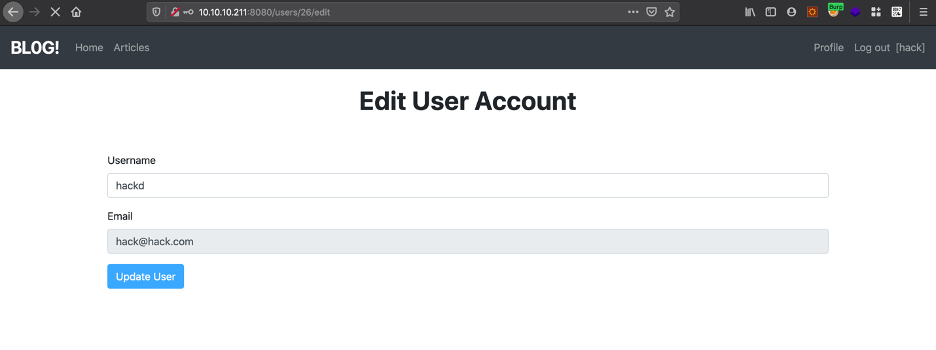 10.10.10.211:8080/users/26/edit
Burp
BLOG! Home Articles Profile Log out [hack]
Edit User Account
Username
hackd
Email
hack@hack.com
Update User